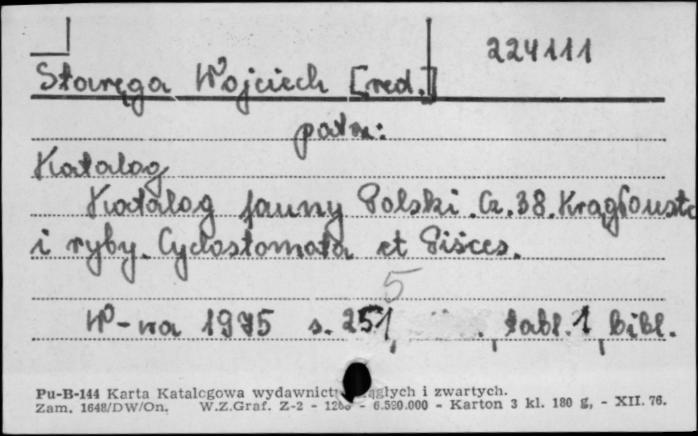 224111
Staręga Wojciech [red.]
patrz:
Katalog
Katalog fauny Polski. Cz. 38. Krągłouste
i ryby. Cyclostomata et Pisces.
5
W-wa 1975 s. 251, , tabl. 1, bibl.
Pu-B-144 Karta Katalogowa wydawnictw ciągłych i zwartych.
Zam. 1648/DW/On. W.Z.Graf. Z-2 - 6.590.000 - Karton 3 kl. 180 g, - XII. 76.